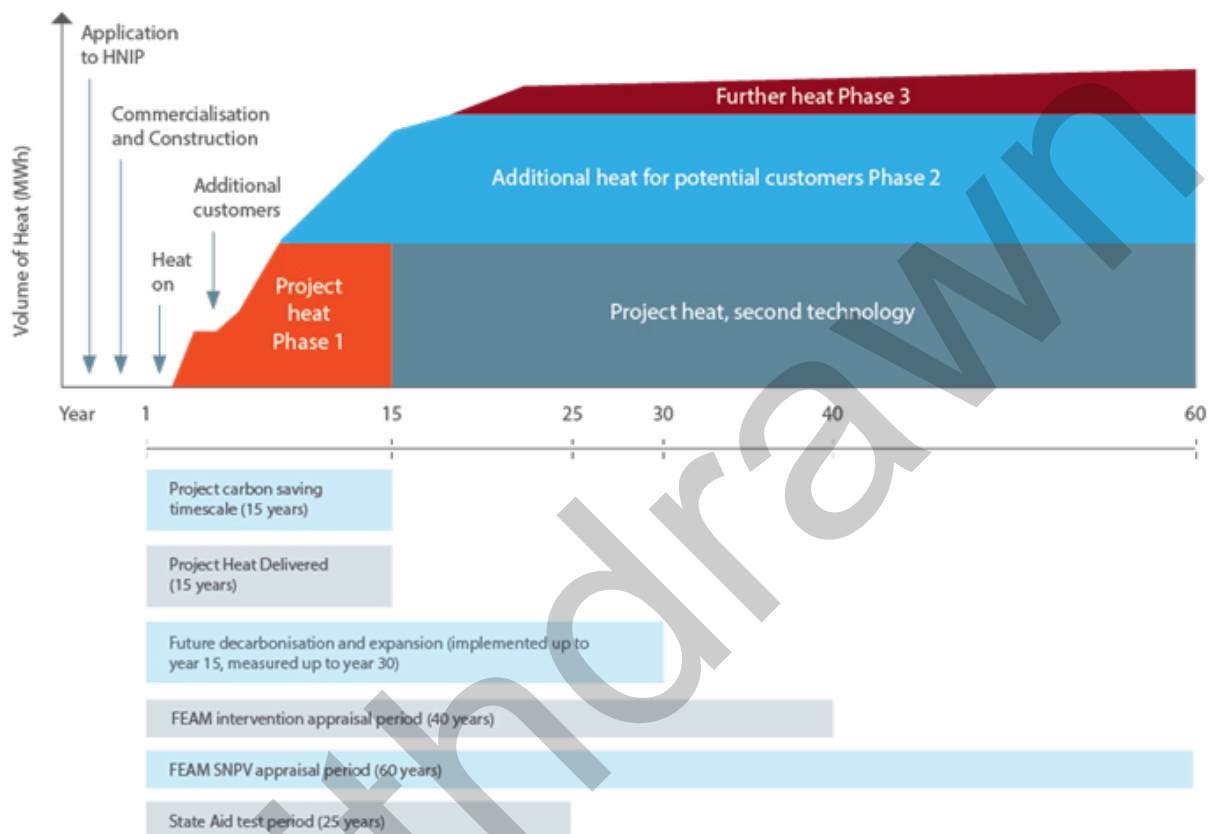 Application
to HNIP
Commercialisation
and Construction
Additional
customers
Heat
on
Volume of Heat (MWh)
Further heat Phase 3
Additional heat for potential customers Phase 2
Project
heat
Phase 1
Project heat, second technology
Year 1 15 25 30 40 60
Project carbon saving
timescale (15 years)
Project Heat Delivered
(15 years)
Future decarbonisation and expansion (implemented up to
year 15, measured up to year 30)
FEAM intervention appraisal period (40 years)
FEAM SNPV appraisal period (60 years)
State Aid test period (25 years)
ithdrawn